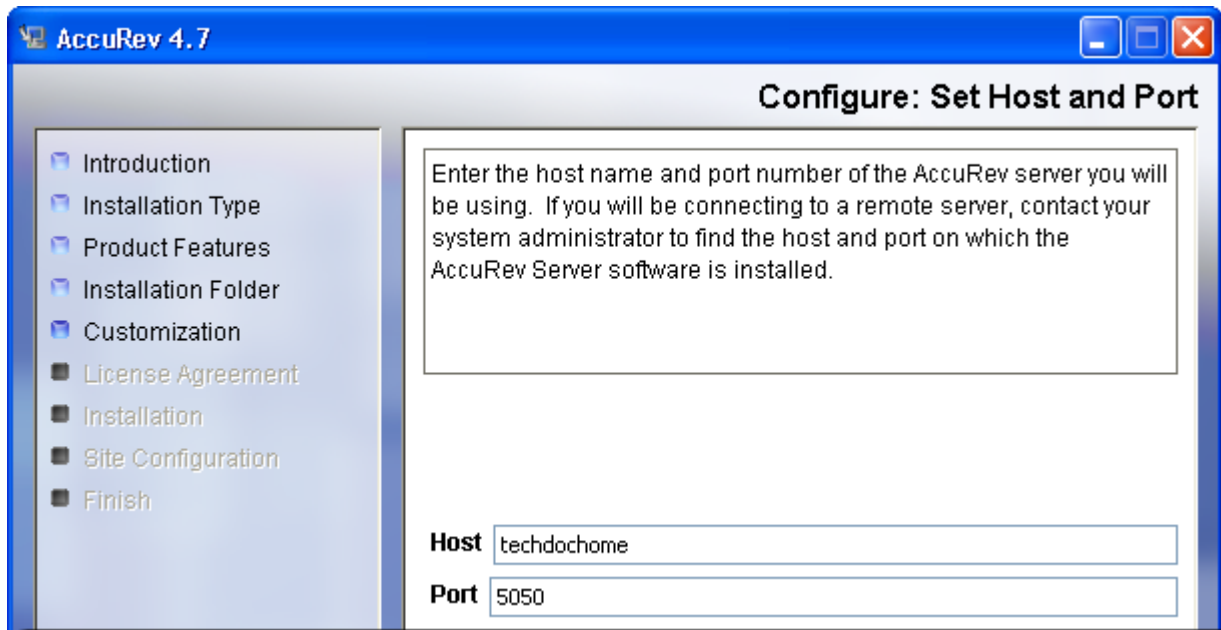 AccuRev 4.7
Configure: Set Host and Port
Introduction
Installation Type
Product Features
Installation Folder
Customization
License Agreement
Installation
Site Configuration
Finish
Enter the host name and port number of the AccuRev server you will
be using. If you will be connecting to a remote server, contact your
system administrator to find the host and port on which the
AccuRev Server software is installed.
Host techdochome
Port 5050